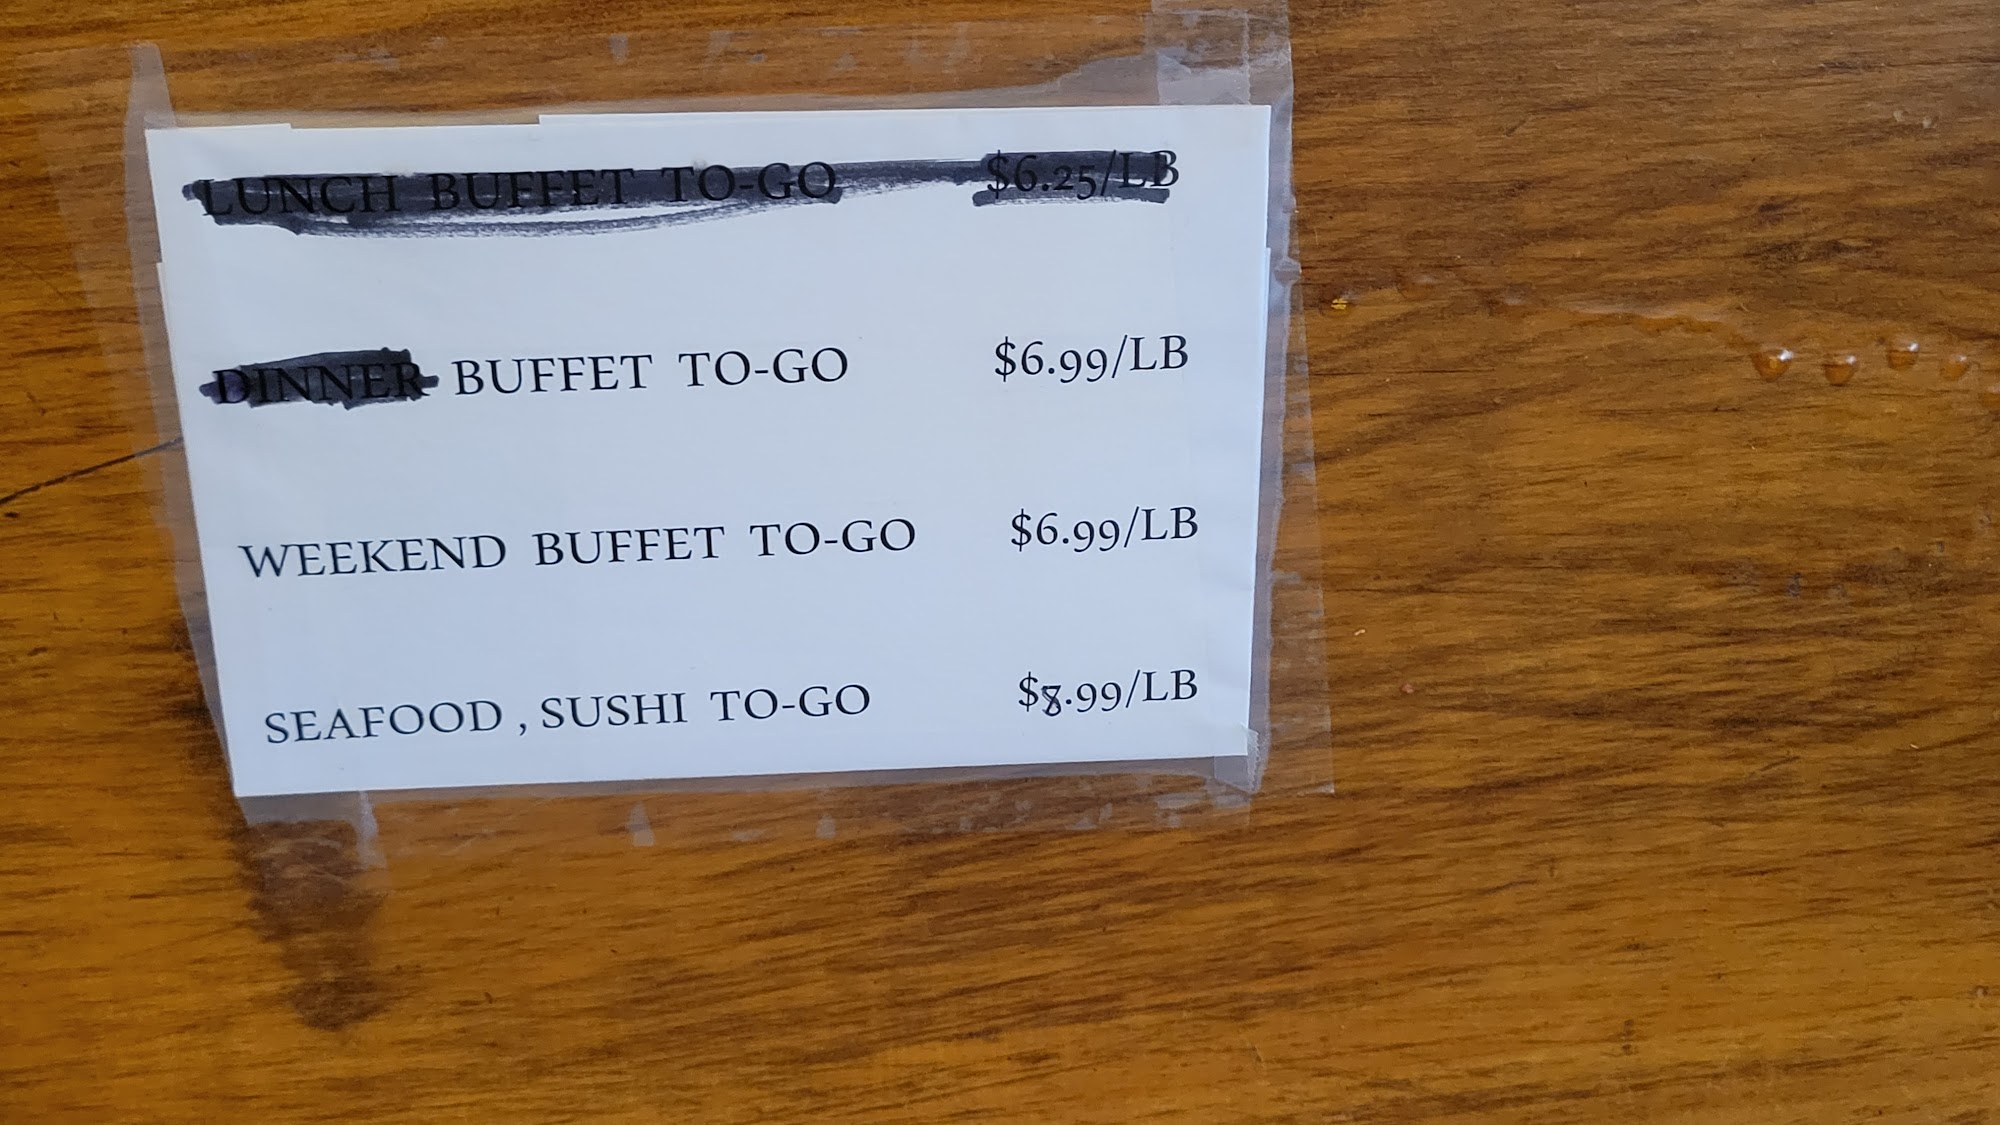 LUNCH BUFFET TO-GO $6.25/LB
DINNER BUFFET TO-GO $6.99/LB
WEEKEND BUFFET TO-GO $6.99/LB
SEAFOOD , SUSHI TO-GO $8.99/LB